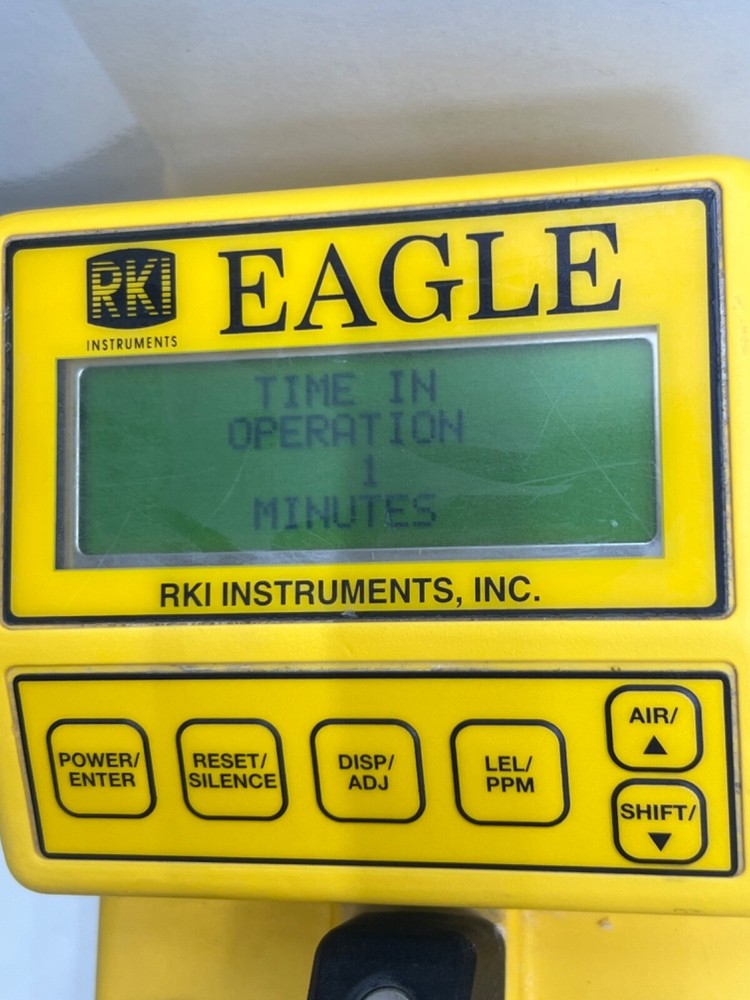 RKI
INSTRUMENTS
EAGLE
TIME IN
OPERATION
1
MINUTES
RKI INSTRUMENTS, INC.
POWER/
ENTER
RESET/
SILENCE
DISP/
ADJ
LEL/
PPM
AIR/
▲
SHIFT/
▼